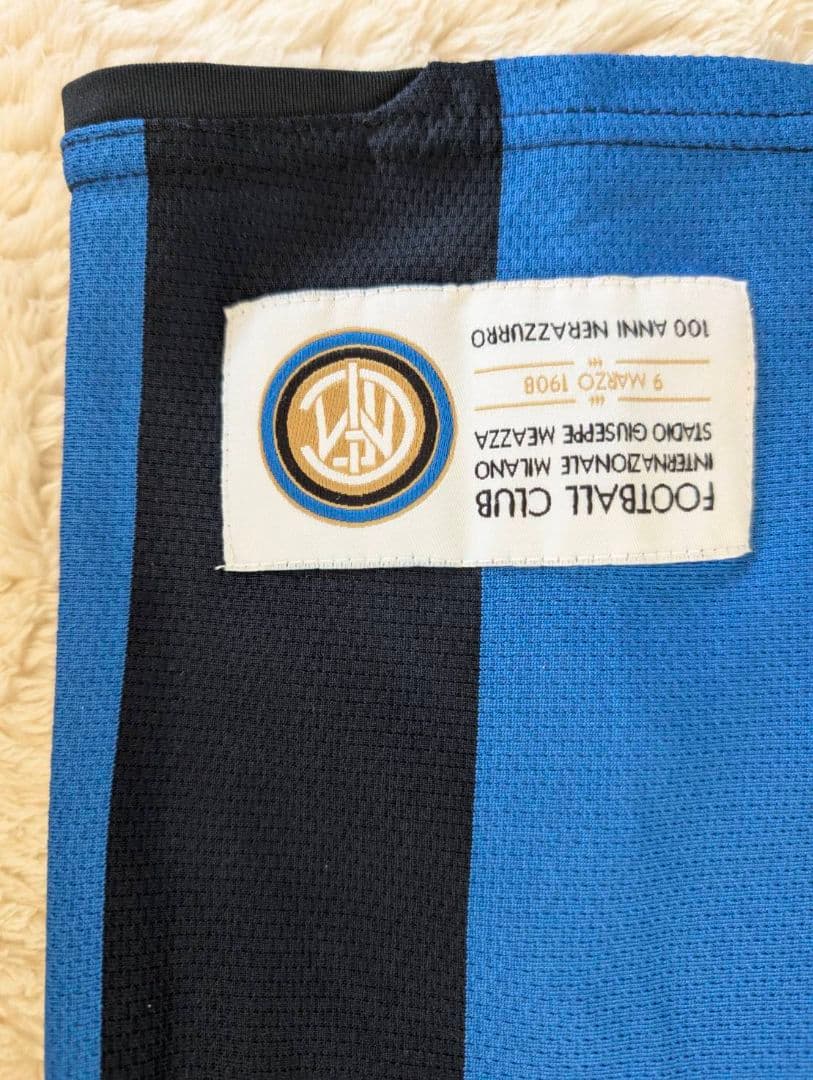 FOOTBALL CLUB
INTERNAZIONALE MILANO
STADIO GIUSEPPE MEAZZA
9 MARZO 1908
100 ANNI NERAZZURRO